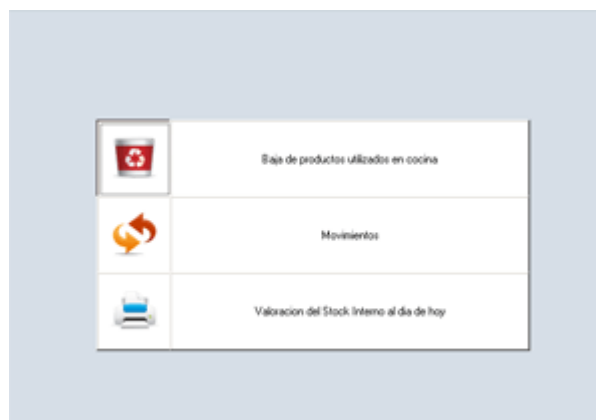 Baja de productos utilizados en cocina
Movimientos
Valoracion del Stock Interno al dia de hoy